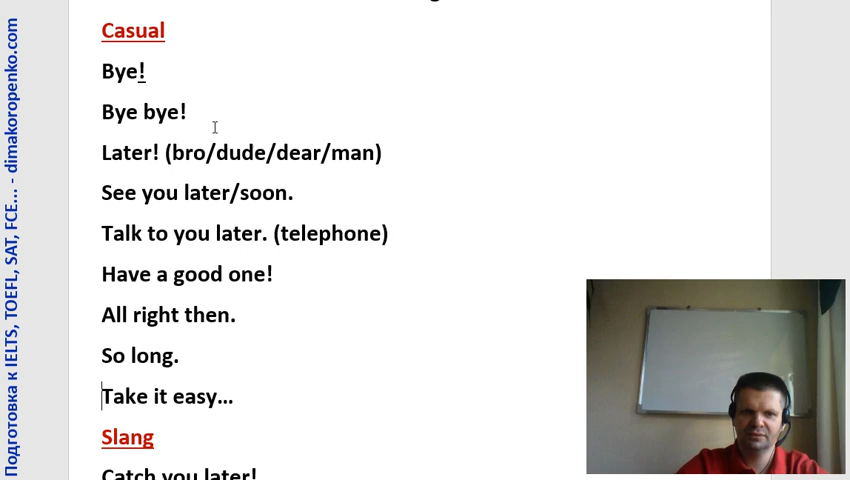 Casual
Bye!
Bye bye!
Later! (bro/dude/dear/man)
See you later/soon.
Talk to you later. (telephone)
Have a good one!
All right then.
So long.
Take it easy...
Slang
Catch you later!
Подготовка к IELTS, TOEFL, SAT, FCE... - dimakoropenko.com